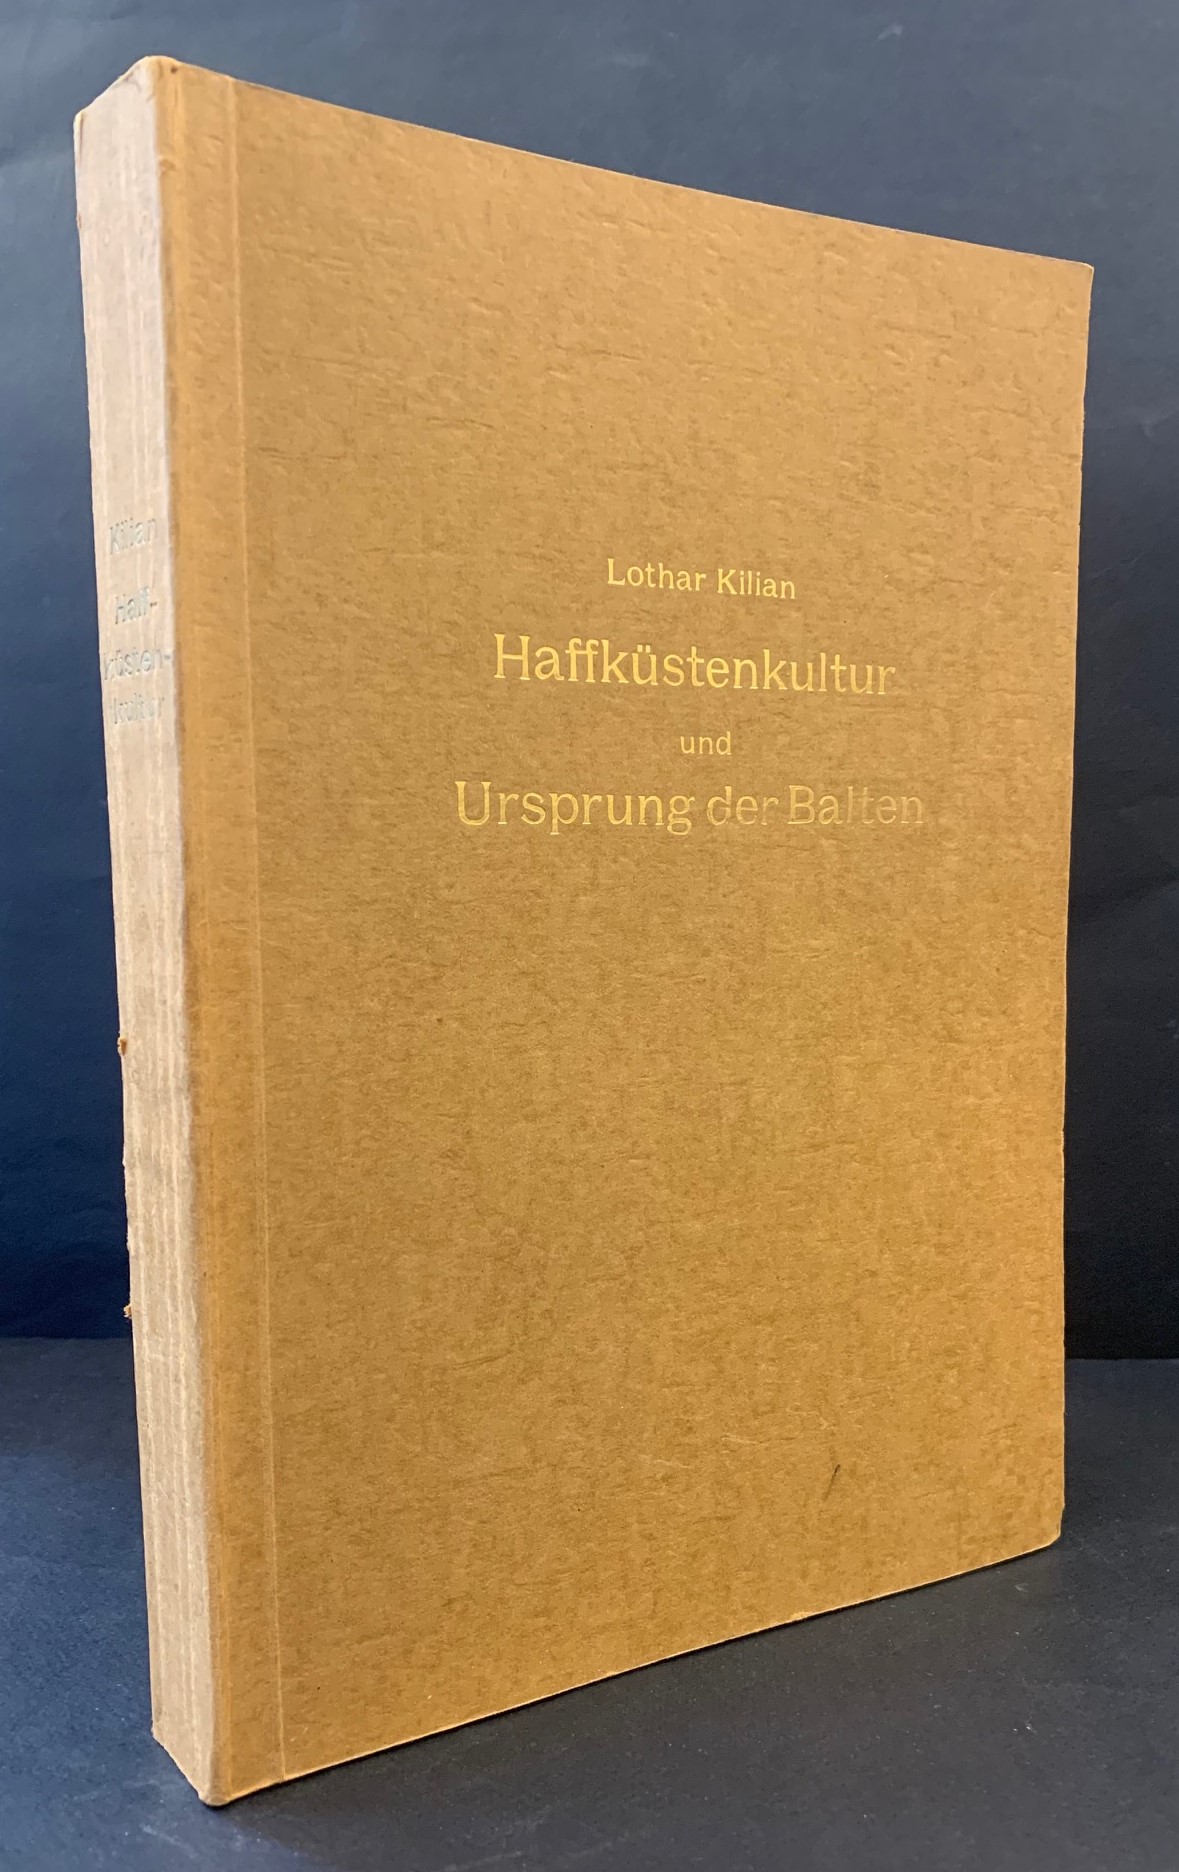 Lothar Kilian
Haffküstenkultur
und
Ursprung der Balten
Kilian
Haff-
küsten-
kultur